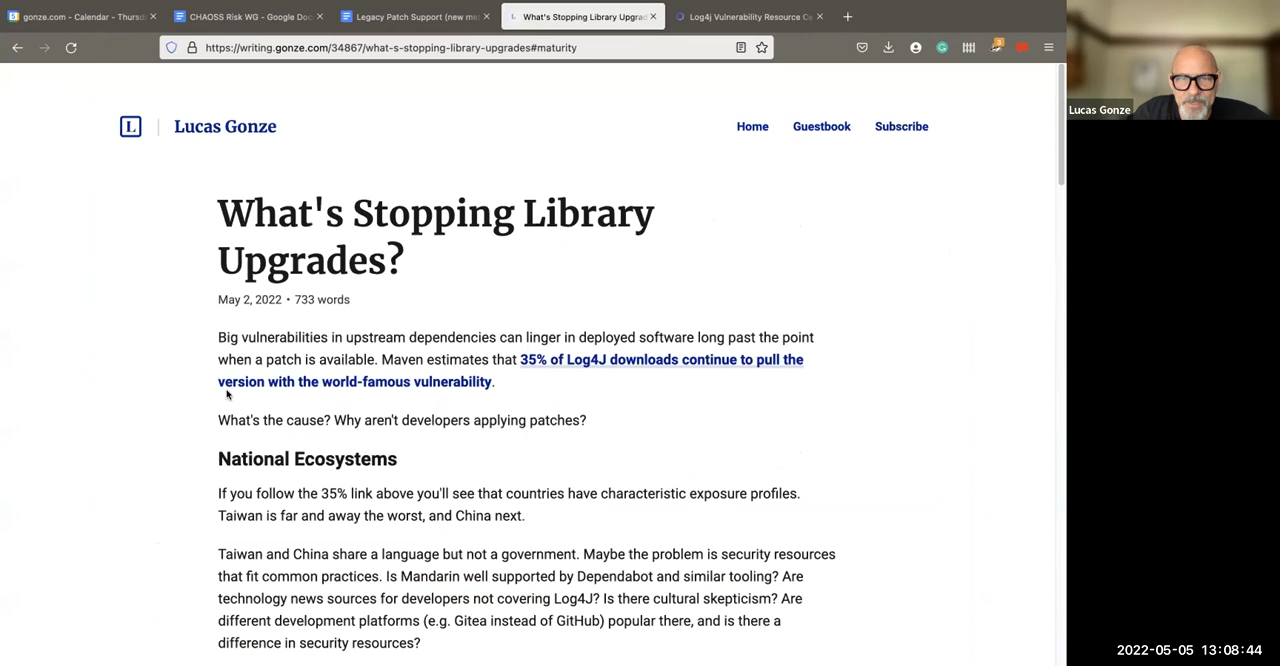 gonze.com - Calendar - Thursd
CHAOSS Risk WG - Google Doc
Legacy Patch Support (new me
What's Stopping Library Upgrad
Log4j Vulnerability Resource Ce
https://writing.gonze.com/34867/what-s-stopping-library-upgrades#maturity
3
Lucas Gonze
L
Lucas Gonze
Home
Guestbook
Subscribe
What's Stopping Library
Upgrades?
May 2, 2022 • 733 words
Big vulnerabilities in upstream dependencies can linger in deployed software long past the point
when a patch is available. Maven estimates that 35% of Log4J downloads continue to pull the
version with the world-famous vulnerability.
What's the cause? Why aren't developers applying patches?
National Ecosystems
If you follow the 35% link above you'll see that countries have characteristic exposure profiles.
Taiwan is far and away the worst, and China next.
Taiwan and China share a language but not a government. Maybe the problem is security resources
that fit common practices. Is Mandarin well supported by Dependabot and similar tooling? Are
technology news sources for developers not covering Log4J? Is there cultural skepticism? Are
different development platforms (e.g. Gitea instead of GitHub) popular there, and is there a
difference in security resources?
2022-05-05 13:08:44